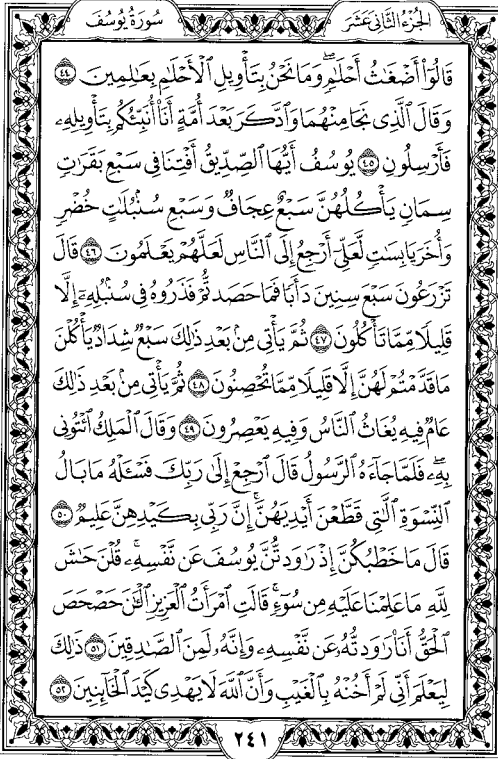 الجُزْءُ الثَّانِي عَشَرَ
سُورَةُ يُوسُفَ
قَالُوٓا۟ أَضْغَٰثُ أَحْلَٰمٍۢ ۖ وَمَا نَحْنُ بِتَأْوِيلِ ٱلْأَحْلَٰمِ بِعَٰلِمِينَ ٤٤
وَقَالَ ٱلَّذِى نَجَا مِنْهُمَا وَٱدَّكَرَ بَعْدَ أُمَّةٍ أَنَا۠ أُنَبِّئُكُم بِتَأْوِيلِهِۦ
فَأَرْسِلُونِ ٤٥ يُوسُفُ أَيُّهَا ٱلصِّدِّيقُ أَفْتِنَا فِى سَبْعِ بَقَرَٰتٍۢ
سِمَانٍۢ يَأْكُلُهُنَّ سَبْعٌ عِجَافٌۭ وَسَبْعِ سُنۢبُلَٰتٍ خُضْرٍۢ
وَأُخَرَ يَابِسَٰتٍۢ لَّعَلِّىٓ أَرْجِعُ إِلَى ٱلنَّاسِ لَعَلَّهُمْ يَعْلَمُونَ ٤٦ قَالَ
تَزْرَعُونَ سَبْعَ سِنِينَ دَأَبًۭا فَمَا حَصَدتُّمْ فَذَرُوهُ فِى سُنۢبُلِهِۦٓ إِلَّا
قَلِيلًۭا مِّمَّا تَأْكُلُونَ ٤٧ ثُمَّ يَأْتِى مِنۢ بَعْدِ ذَٰلِكَ سَبْعٌۭ شِدَادٌۭ يَأْكُلْنَ
مَا قَدَّمْتُمْ لَهُنَّ إِلَّا قَلِيلًۭا مِّمَّا تُحْصِنُونَ ٤٨ ثُمَّ يَأْتِى مِنۢ بَعْدِ ذَٰلِكَ
عَامٌۭ فِيهِ يُغَاثُ ٱلنَّاسُ وَفِيهِ يَعْصِرُونَ ٤٩ وَقَالَ ٱلْمَلِكُ ٱئْتُونِى
بِهِۦ ۖ فَلَمَّا جَآءَهُ ٱلرَّسُولُ قَالَ ٱرْجِعْ إِلَىٰ رَبِّكَ فَسْـَٔلْهُ مَا بَالُ
ٱلنِّسْوَةِ ٱلَّٰتِى قَطَّعْنَ أَيْدِيَهُنَّ ۚ إِنَّ رَبِّى بِكَيْدِهِنَّ عَلِيمٌۭ ٥٠
قَالَ مَا خَطْبُكُنَّ إِذْ رَٰوَدتُّنَّ يُوسُفَ عَن نَّفْسِهِۦ ۚ قُلْنَ حَٰشَ
لِلَّهِ مَا عَلِمْنَا عَلَيْهِ مِن سُوٓءٍۢ ۚ قَالَتِ ٱمْرَأَتُ ٱلْعَزِيزِ ٱلْـَٰٔنَ حَصْحَصَ
ٱلْحَقُّ أَنَا۠ رَٰوَدتُّهُۥ عَن نَّفْسِهِۦ وَإِنَّهُۥ لَمِنَ ٱلصَّٰدِقِينَ ٥١ ذَٰلِكَ
لِيَعْلَمَ أَنِّى لَمْ أَخُنْهُ بِٱلْغَيْبِ وَأَنَّ ٱللَّهَ لَا يَهْدِى كَيْدَ ٱلْخَآئِنِينَ ٥٢
٢٤١